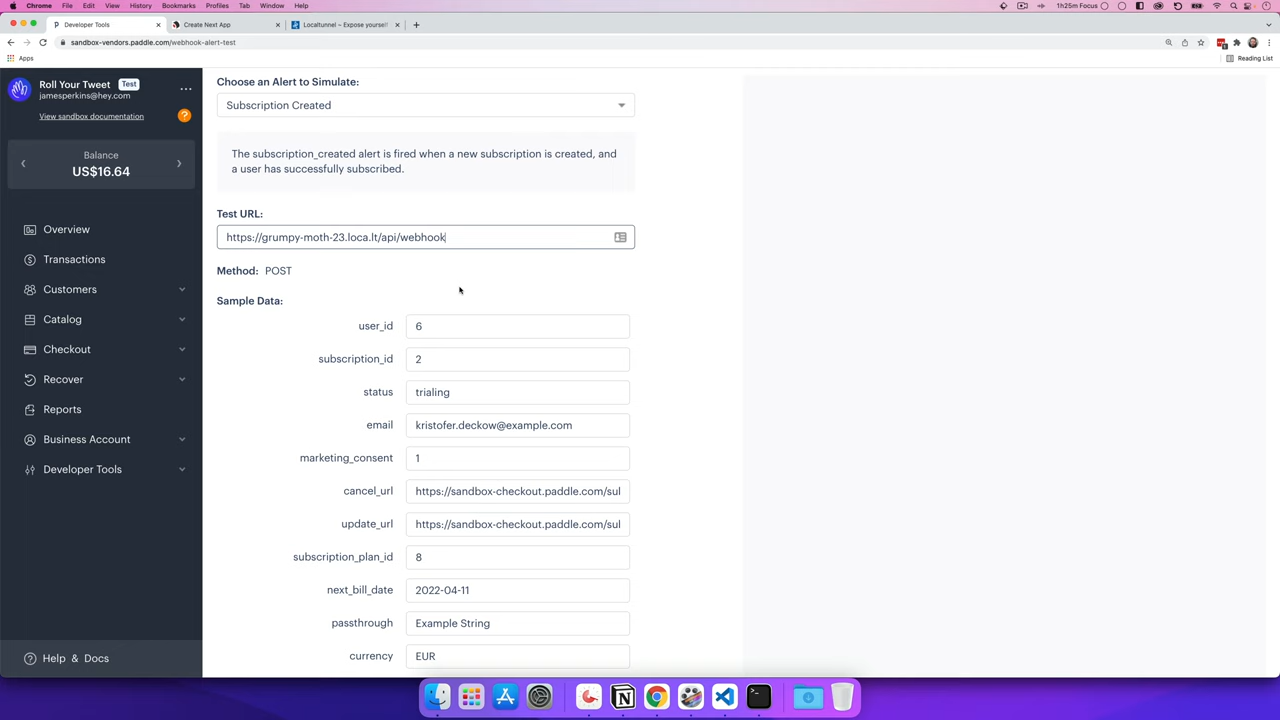 Chrome File Edit View History Bookmarks Profiles Tab Window Help
1h25m Focus
Developer Tools
Create Next App
Localtunnel – Expose yourself
sandbox-vendors.paddle.com/webhook-alert-test
Apps
Reading List
Roll Your Tweet Test
jamesperkins@hey.com
View sandbox documentation
Balance
US$16.64
Overview
Transactions
Customers
Catalog
Checkout
Recover
Reports
Business Account
Developer Tools
Help & Docs
Choose an Alert to Simulate:
Subscription Created
The subscription_created alert is fired when a new subscription is created, and
a user has successfully subscribed.
Test URL:
https://grumpy-moth-23.loca.lt/api/webhook
Method: POST
Sample Data:
user_id 6
subscription_id 2
status trialing
email kristofer.deckow@example.com
marketing_consent 1
cancel_url https://sandbox-checkout.paddle.com/sul
update_url https://sandbox-checkout.paddle.com/sul
subscription_plan_id 8
next_bill_date 2022-04-11
passthrough Example String
currency EUR